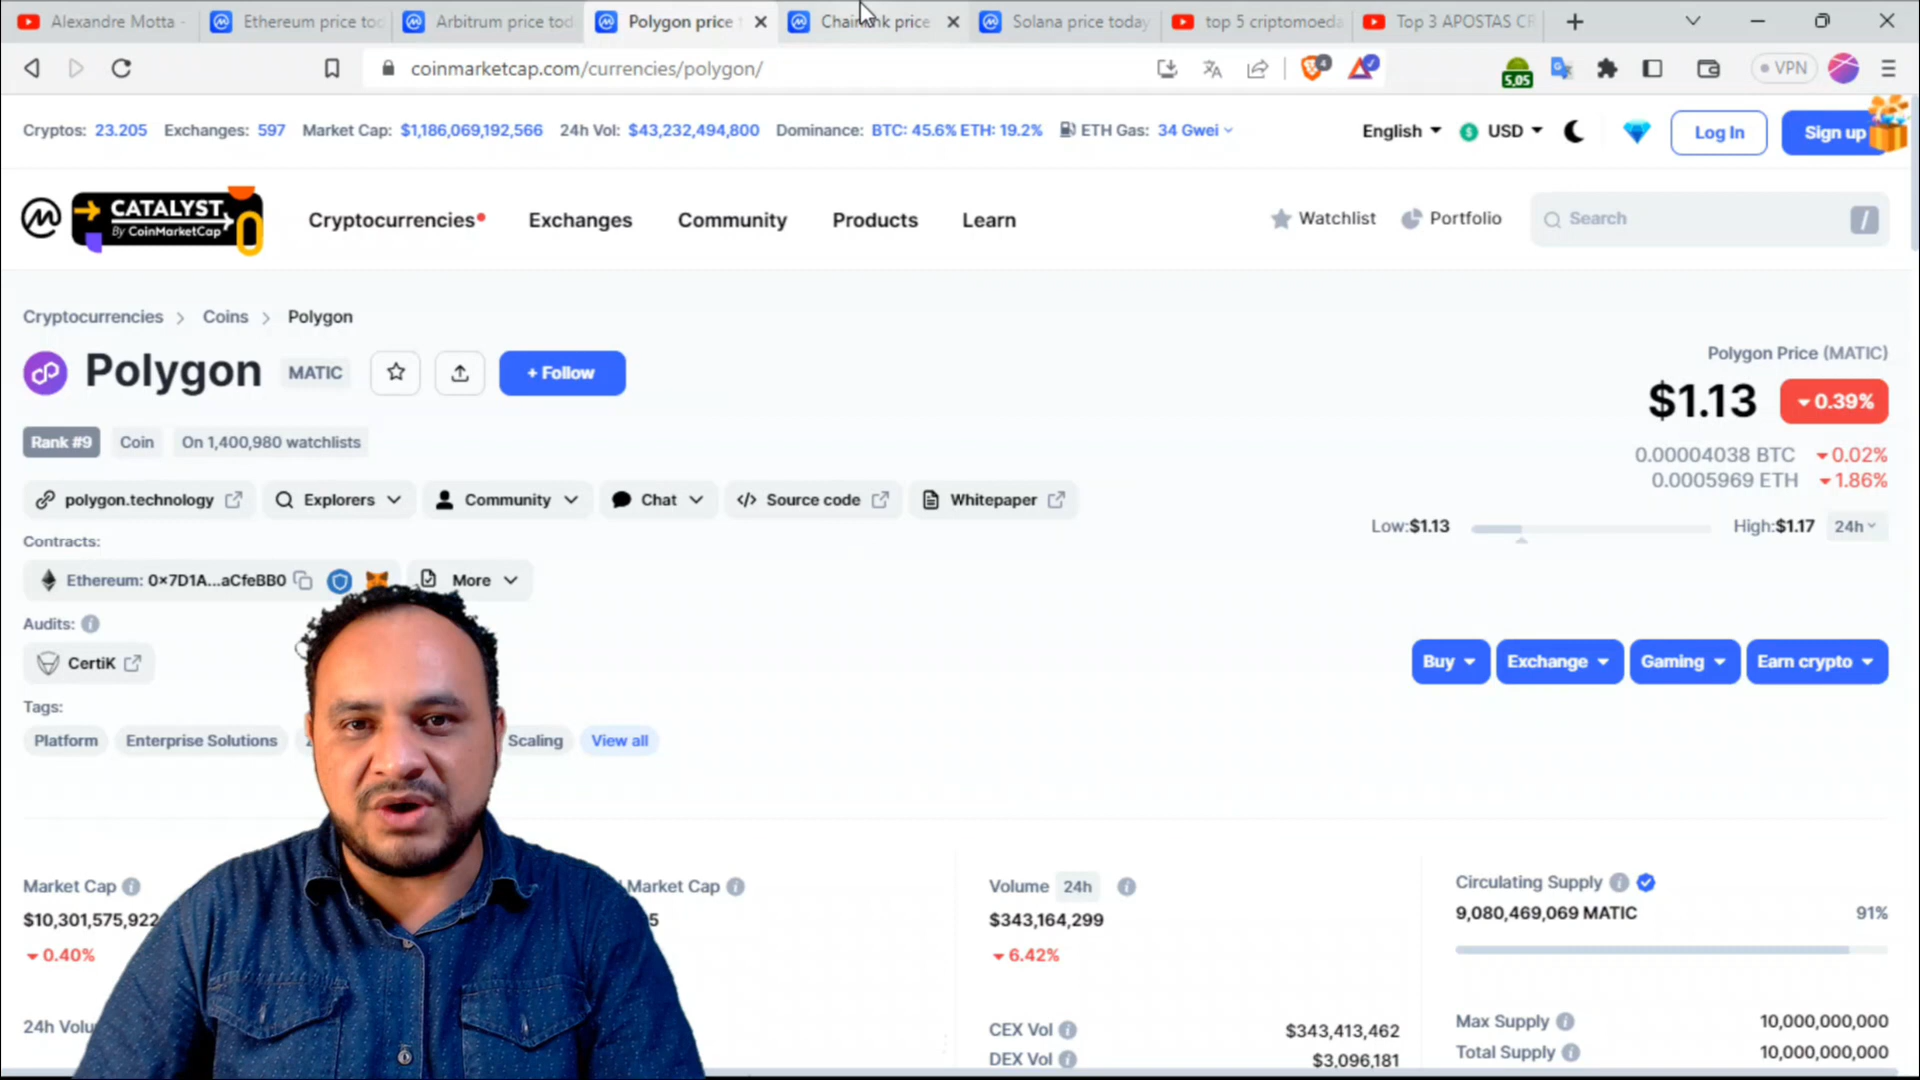 Alexandre Motta -
Ethereum price tod
Arbitrum price tod
Polygon price t
Chainlink price
Solana price today
top 5 criptomoeda
Top 3 APOSTAS CR
coinmarketcap.com/currencies/polygon/
4
5,05
VPN
Cryptos: 23.205 Exchanges: 597 Market Cap: $1,186,069,192,566 24h Vol: $43,232,494,800 Dominance: BTC: 45.6% ETH: 19.2% ETH Gas: 34 Gwei
English USD Log In Sign up
CATALYST
By CoinMarketCap
Cryptocurrencies Exchanges Community Products Learn
Watchlist Portfolio Search /
Cryptocurrencies > Coins > Polygon
Polygon MATIC + Follow
Polygon Price (MATIC)
$1.13 0.39%
Rank #9 Coin On 1,400,980 watchlists
0.00004038 BTC 0.02%
0.0005969 ETH 1.86%
polygon.technology Explorers Community Chat Source code Whitepaper
Low:$1.13 High:$1.17 24h
Contracts:
Ethereum: 0x7D1A...aCfeBB0 More
Audits:
CertiK
Buy Exchange Gaming Earn crypto
Tags:
Platform Enterprise Solutions Scaling View all
Market Cap
$10,301,575,922
0.40%
Market Cap
5
Volume 24h
$343,164,299
6.42%
Circulating Supply
9,080,469,069 MATIC 91%
24h Volu
CEX Vol $343,413,462
DEX Vol $3,096,181
Max Supply 10,000,000,000
Total Supply 10,000,000,000